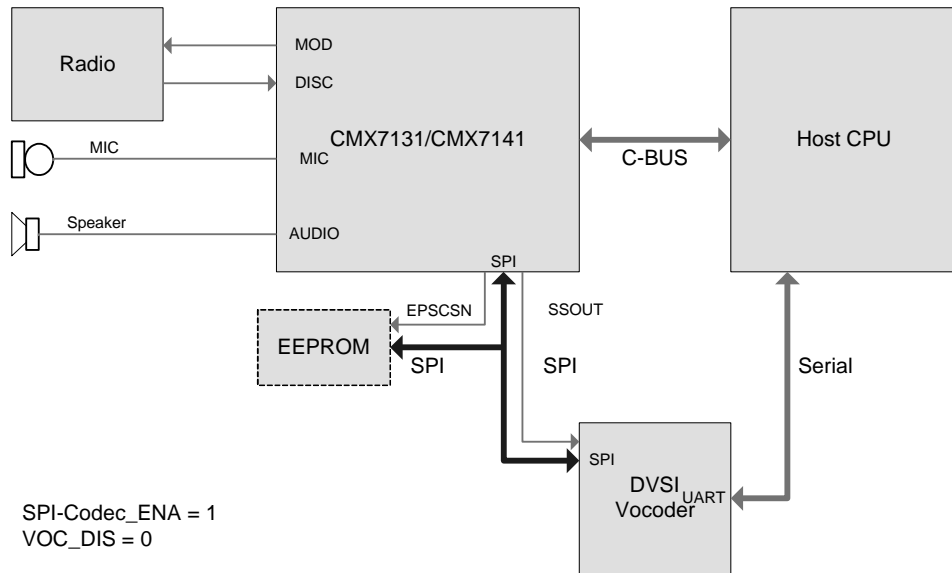 MOD
Radio
DISC
CMX7131/CMX7141
Host CPU
MIC
MIC
C-BUS
Speaker
AUDIO
SPI
EPSCSN
SSOUT
EEPROM
SPI
SPI
Serial
SPI
DVSI
Vocoder
UART
SPI-Codec_ENA = 1
VOC_DIS = 0